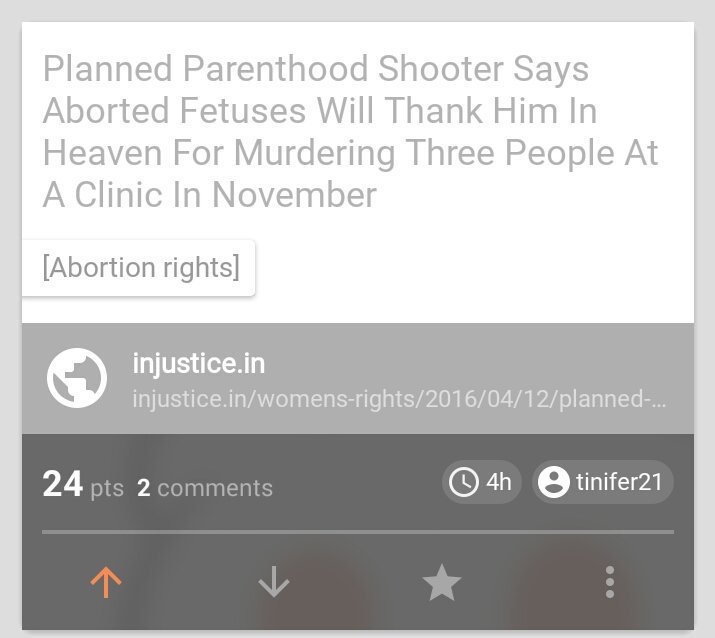 Planned Parenthood Shooter Says
Aborted Fetuses Will Thank Him In
Heaven For Murdering Three People At
A Clinic In November
[Abortion rights]
injustice.in
injustice.in/womens-rights/2016/04/12/planned-...
24 pts 2 comments 4h tinifer21